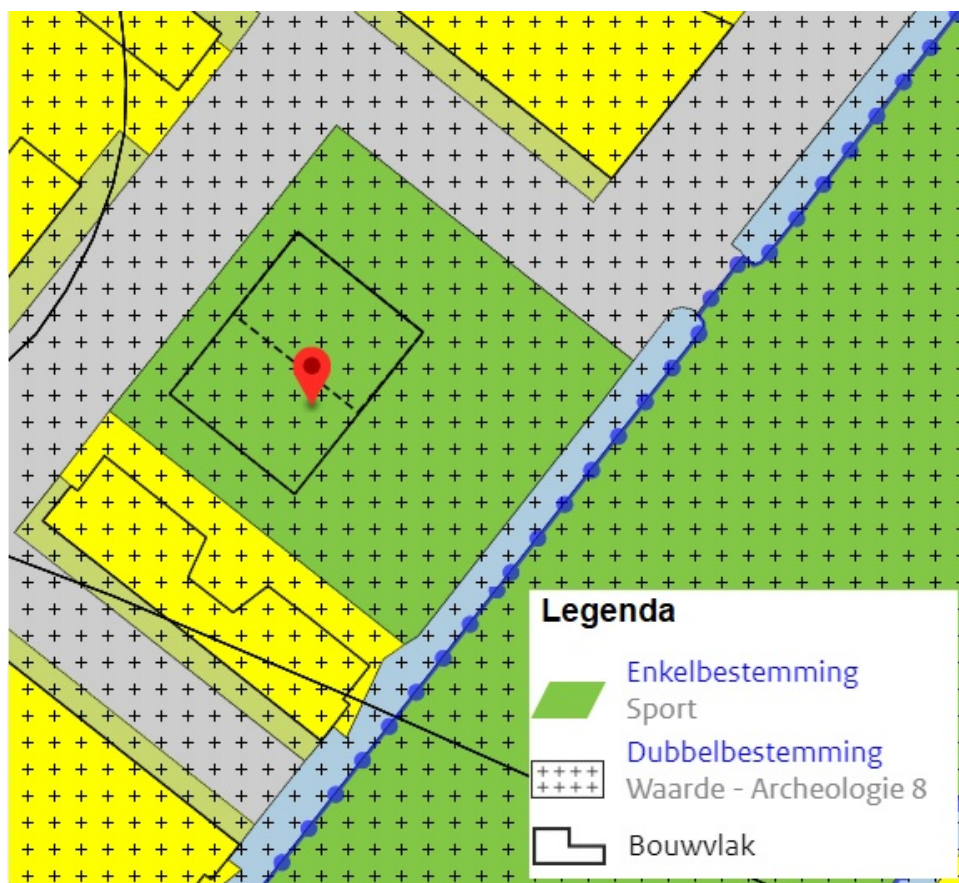 Legenda
Enkelbestemming
Sport
Dubbelbestemming
Waarde - Archeologie 8
Bouwvlak